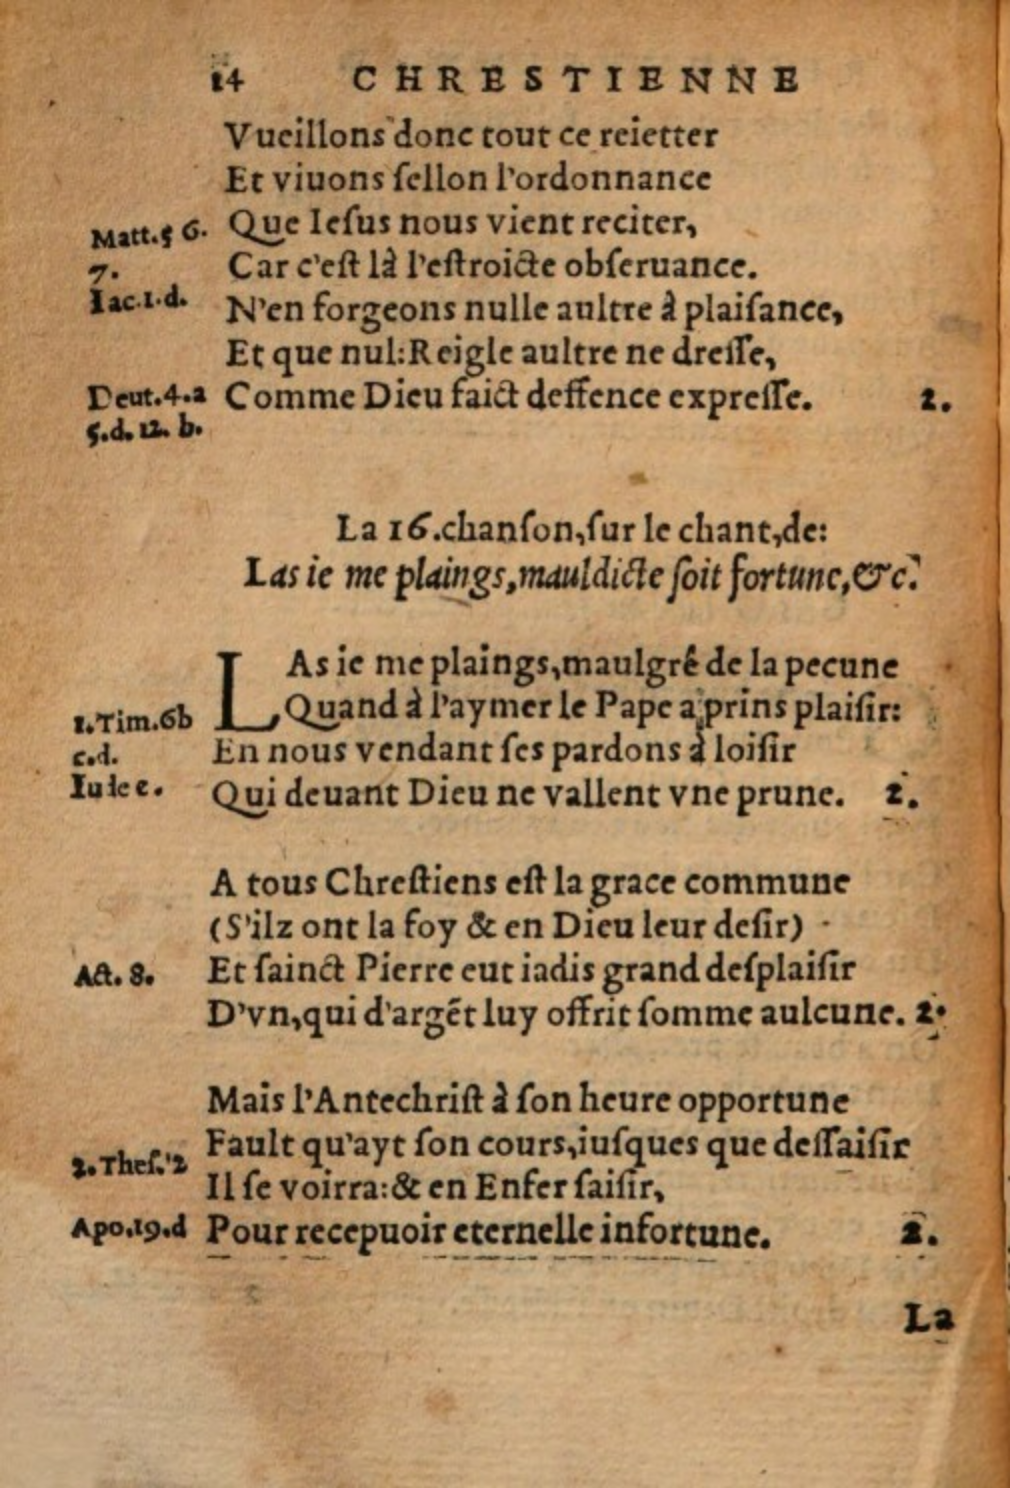 14 CHRESTIENNE
Vueillons donc tout ce reietter
Et viuons ſellon l'ordonnance
Matt.5 6. Que Ieſus nous vient reciter,
7. Car c'eſt là l'eſtroicte obſeruance.
Iac.1.d. N'en forgeons nulle aultre à plaiſance,
Et que nul: Reigle aultre ne dreſſe,
Deut.4.a Comme Dieu faict deffence expreſſe. 2.
5.d. 12. b.
La 16. chanſon, ſur le chant, de:
Las ie me plaings, mauldicte ſoit fortune, &c.
LAs ie me plaings, maulgré de la pecune
1.Tim.6b Quand à l'aymer le Pape a prins plaiſir:
c.d. En nous vendant ſes pardons à loiſir
Iude c. Qui deuant Dieu ne vallent vne prune. 2.
A tous Chreſtiens eſt la grace commune
(S'ilz ont la foy & en Dieu leur deſir)
Act. 8. Et ſainct Pierre eut iadis grand deſplaiſir
D'vn, qui d'argẽt luy offrit ſomme aulcune. 2.
Mais l'Antechriſt à ſon heure opportune
Fault qu'ayt ſon cours, iuſques que deſſaiſir
2.Theſ.2 Il ſe voirra: & en Enfer ſaiſir,
Apo.19.d Pour recepuoir eternelle infortune. 2.
La